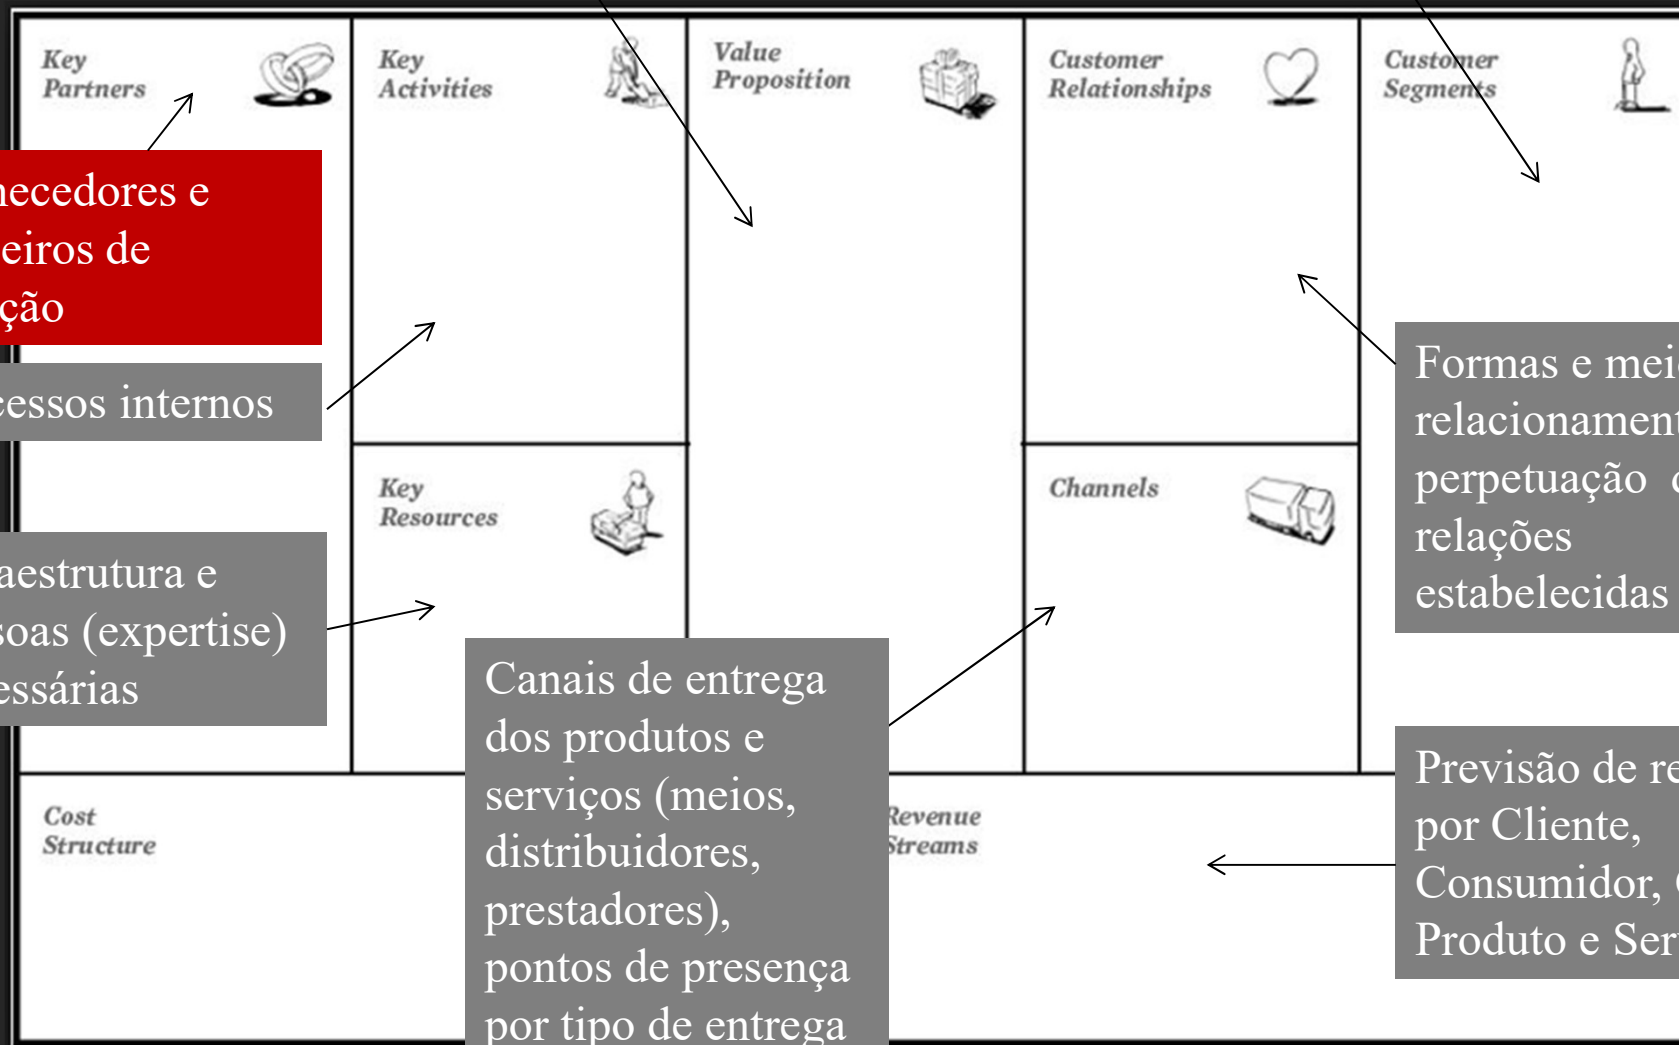 Key
Partners
Key
Activities
Value
Proposition
Customer
Relationships
Customer
Segments
necedores e
eiros de
ção
cessos internos
Key
Resources
aestrutura e
soas (expertise)
essárias
Channels
Formas e mei
relacionament
perpetuação
relações
estabelecidas
Canais de entrega
dos produtos e
serviços (meios,
distribuidores,
prestadores),
pontos de presença
por tipo de entrega
Cost
Structure
Revenue
Streams
Previsão de re
por Cliente,
Consumidor,
Produto e Ser